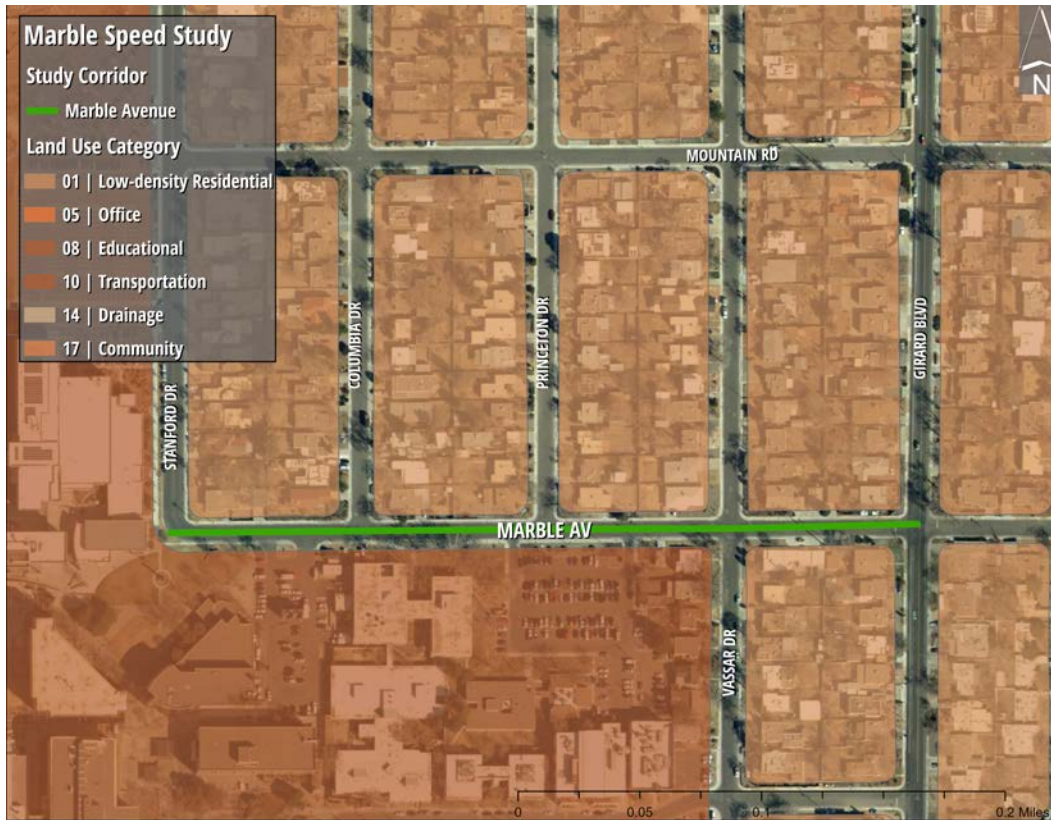 Marble Speed Study
Study Corridor
Marble Avenue
Land Use Category
01 | Low-density Residential
05 | Office
08 | Educational
10 | Transportation
14 | Drainage
17 | Community
N
MOUNTAIN RD
STANFORD DR
COLUMBIA DR
PRINCETON DR
GIRARD BLVD
MARBLE AV
VASSAR DR
0 0.05 0.1 0.2 Miles